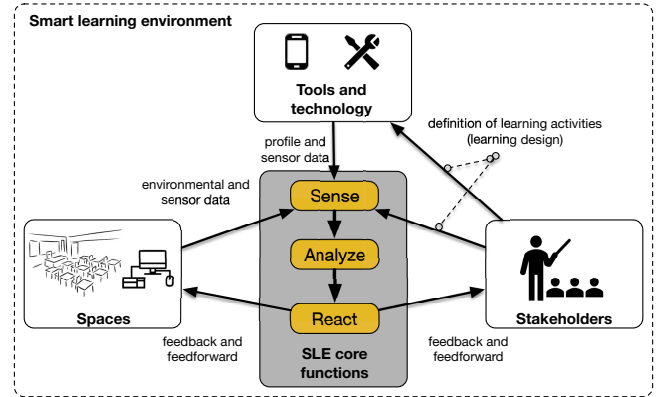 Smart learning environment
Tools and
technology
definition of learning activities
(learning design)
profile and
sensor data
environmental and
sensor data
Sense
Analyze
React
Spaces
Stakeholders
feedback and
feedforward
SLE core
functions
feedback and
feedforward